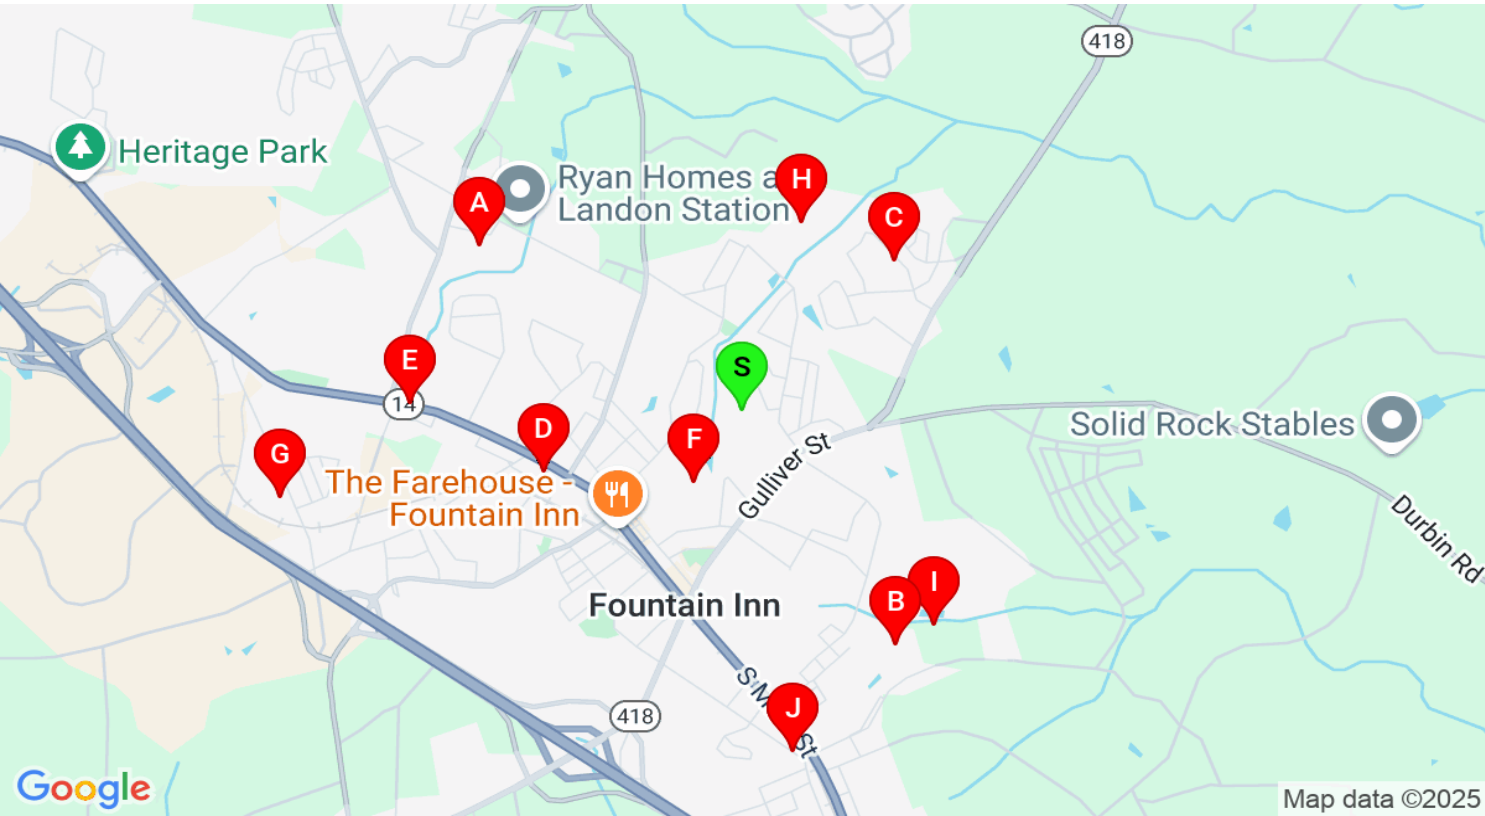 418
Heritage Park
Ryan Homes a
Landon Station
H
A
C
E
S
14
D
F
G
Solid Rock Stables
Gulliver St
The Farehouse -
Fountain Inn
Durbin Rd
I
B
Fountain Inn
J
418
Google
Map data ©2025